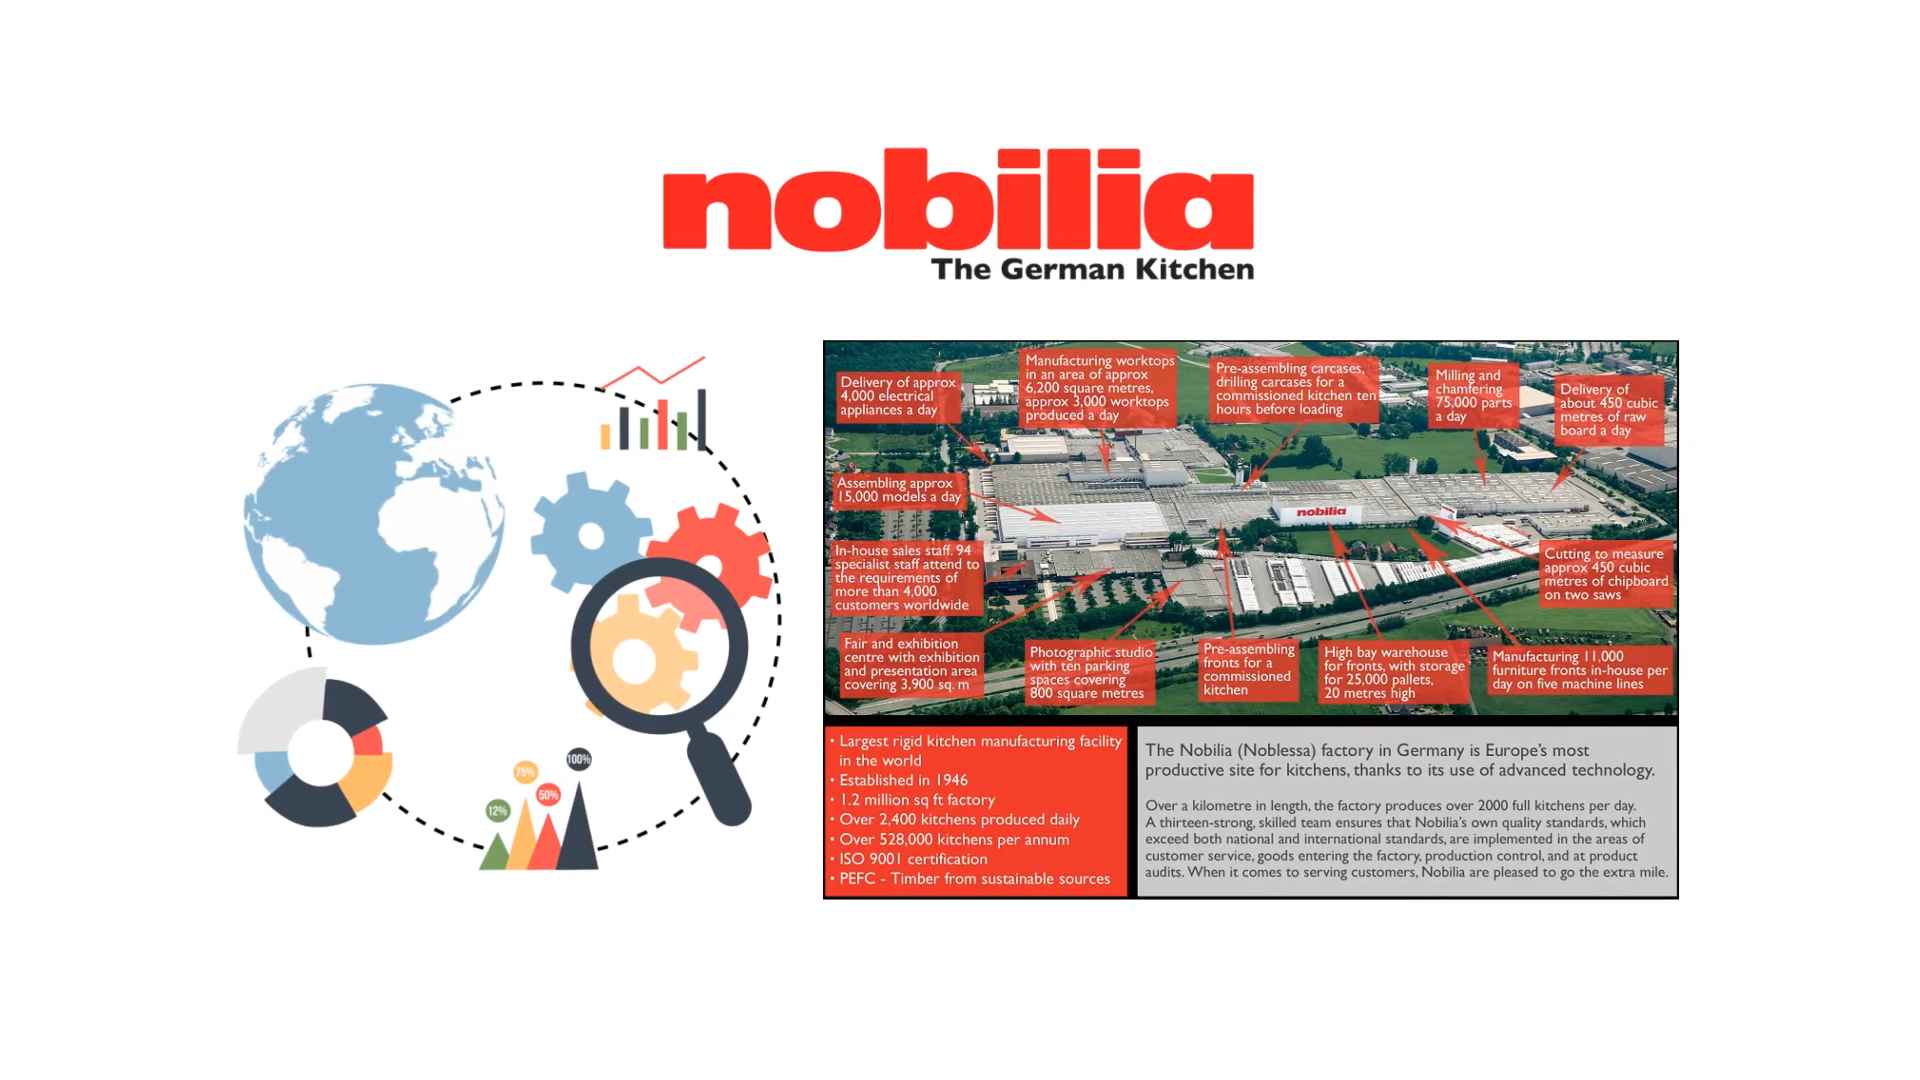 nobilia
The German Kitchen
Delivery of approx
4,000 electrical
appliances a day
Manufacturing worktops
in an area of approx
6,200 square metres,
approx 3,000 worktops
produced a day
Pre-assembling carcases,
drilling carcases for a
commissioned kitchen ten
hours before loading
Milling and
chamfering
75,000 parts
a day
Delivery of
about 450 cubic
metres of raw
board a day
Assembling approx
15,000 models a day
nobilia
In-house sales staff. 94
specialist staff attend to
the requirements of
more than 4,000
customers worldwide
Cutting to measure
approx 450 cubic
metres of chipboard
on two saws
Fair and exhibition
centre with exhibition
and presentation area
covering 3,900 sq. m
Photographic studio
with ten parking
spaces covering
800 square metres
Pre-assembling
fronts for a
commissioned
kitchen
High bay warehouse
for fronts, with storage
for 25,000 pallets,
20 metres high
Manufacturing 11,000
furniture fronts in-house per
day on five machine lines
12%
75%
50%
100%
• Largest rigid kitchen manufacturing facility
in the world
• Established in 1946
• 1.2 million sq ft factory
• Over 2,400 kitchens produced daily
• Over 528,000 kitchens per annum
• ISO 9001 certification
• PEFC - Timber from sustainable sources
The Nobilia (Noblessa) factory in Germany is Europe's most
productive site for kitchens, thanks to its use of advanced technology.
Over a kilometre in length, the factory produces over 2000 full kitchens per day.
A thirteen-strong, skilled team ensures that Nobilia's own quality standards, which
exceed both national and international standards, are implemented in the areas of
customer service, goods entering the factory, production control, and at product
audits. When it comes to serving customers, Nobilia are pleased to go the extra mile.